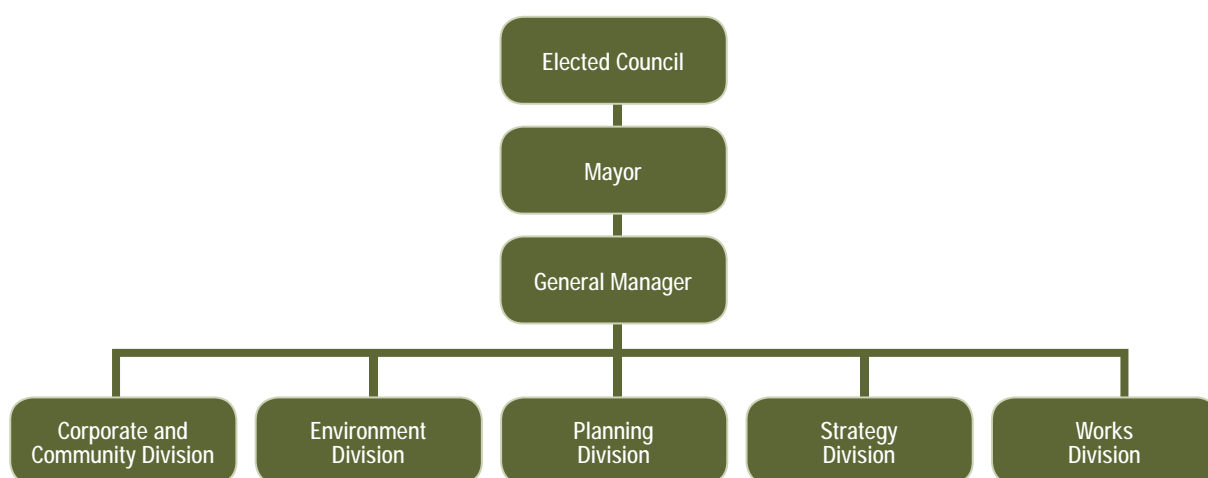 Elected Council
Mayor
General Manager
Corporate and
Community Division
Environment
Division
Planning
Division
Strategy
Division
Works
Division